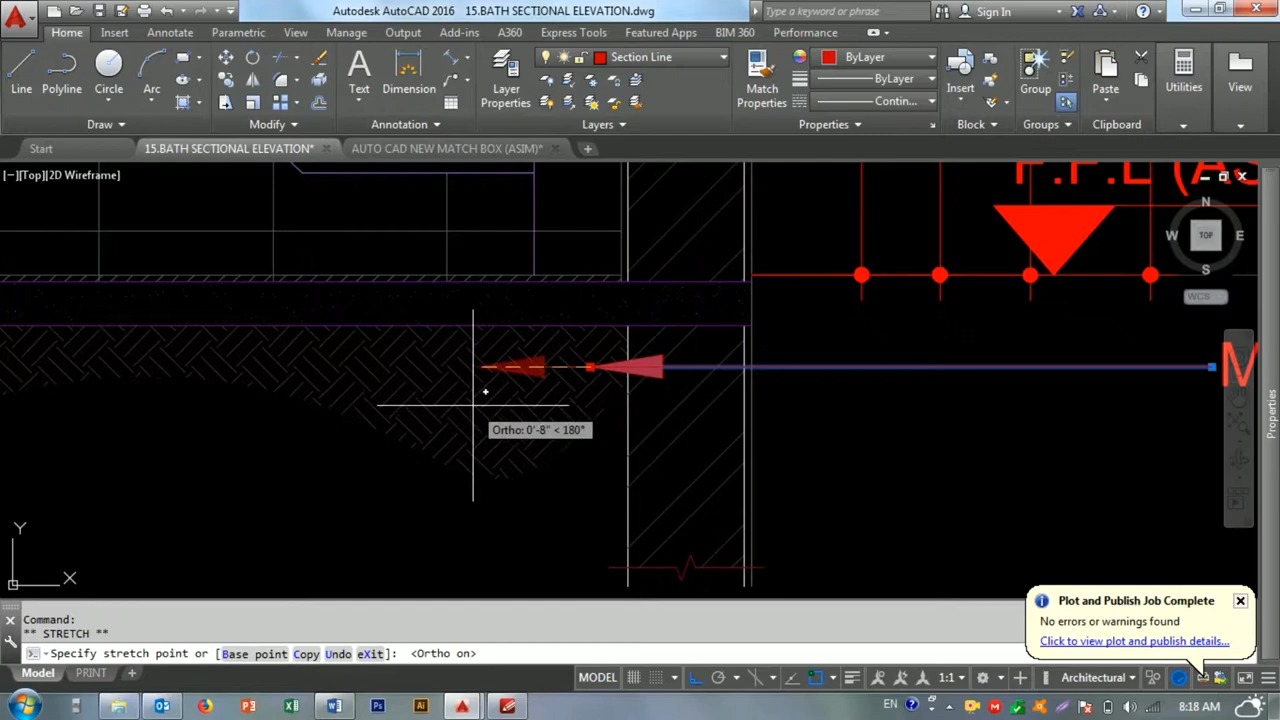 Autodesk AutoCAD 2016   15.BATH SECTIONAL ELEVATION.dwg
Type a keyword or phrase
Sign In
Home
Insert
Annotate
Parametric
View
Manage
Output
Add-ins
A360
Express Tools
Featured Apps
BIM 360
Performance
Line
Polyline
Circle
Arc
Draw
Modify
Text
Dimension
Annotation
Layer Properties
Section Line
Layers
Match Properties
ByLayer
ByLayer
Contin...
Properties
Insert
Block
Group
Groups
Paste
Clipboard
Utilities
View
Start
15.BATH SECTIONAL ELEVATION*
AUTO CAD NEW MATCH BOX (ASIM)*
[−][Top][2D Wireframe]
F.F.L (AS
N
W
TOP
E
S
WCS
M
Properties
Ortho: 0'-8" < 180°
Y
X
Command:
** STRETCH **
Specify stretch point or [Base point Copy Undo eXit]: <Ortho on>
Plot and Publish Job Complete
No errors or warnings found
Click to view plot and publish details...
Model
PRINT
MODEL
1:1
Architectural
EN
8:18 AM